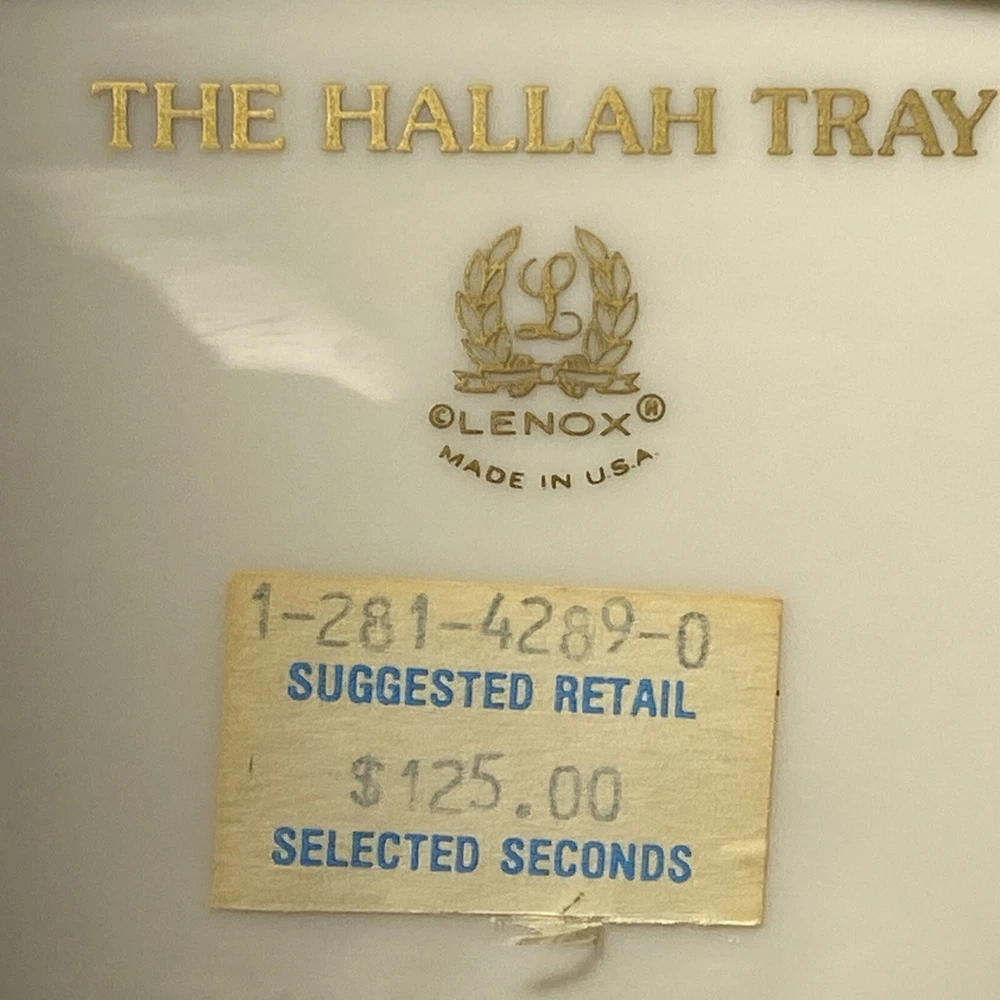 THE HALLAH TRAY
L
©LENOX®
MADE IN U.S.A.
1-281-4289-0
SUGGESTED RETAIL
$125.00
SELECTED SECONDS